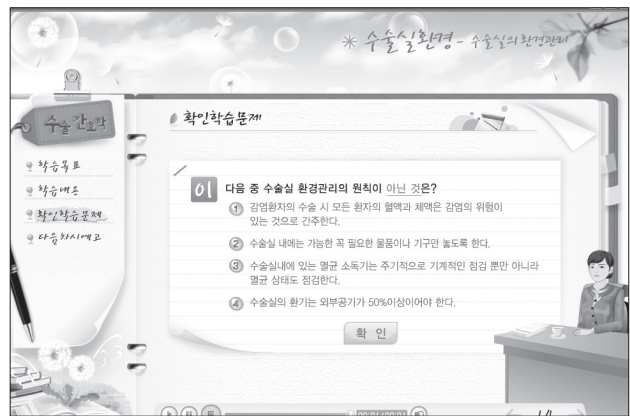 * 수술실환경 - 수술실의 환경관리
수술간호학
확인학습문제
학습목표
학습내용
확인학습문제
다음차시예고
01 다음 중 수술실 환경관리의 원칙이 아닌 것은?
① 감염환자의 수술 시 모든 환자의 혈액과 체액은 감염의 위험이
있는 것으로 간주한다.
② 수술실 내에는 가능한 꼭 필요한 물품이나 기구만 놓도록 한다.
③ 수술실내에 있는 멸균 소독기는 주기적으로 기계적인 점검 뿐만 아니라
멸균 상태도 점검한다.
④ 수술실의 환기는 외부공기가 50%이상이어야 한다.
확 인
00:01/00:01